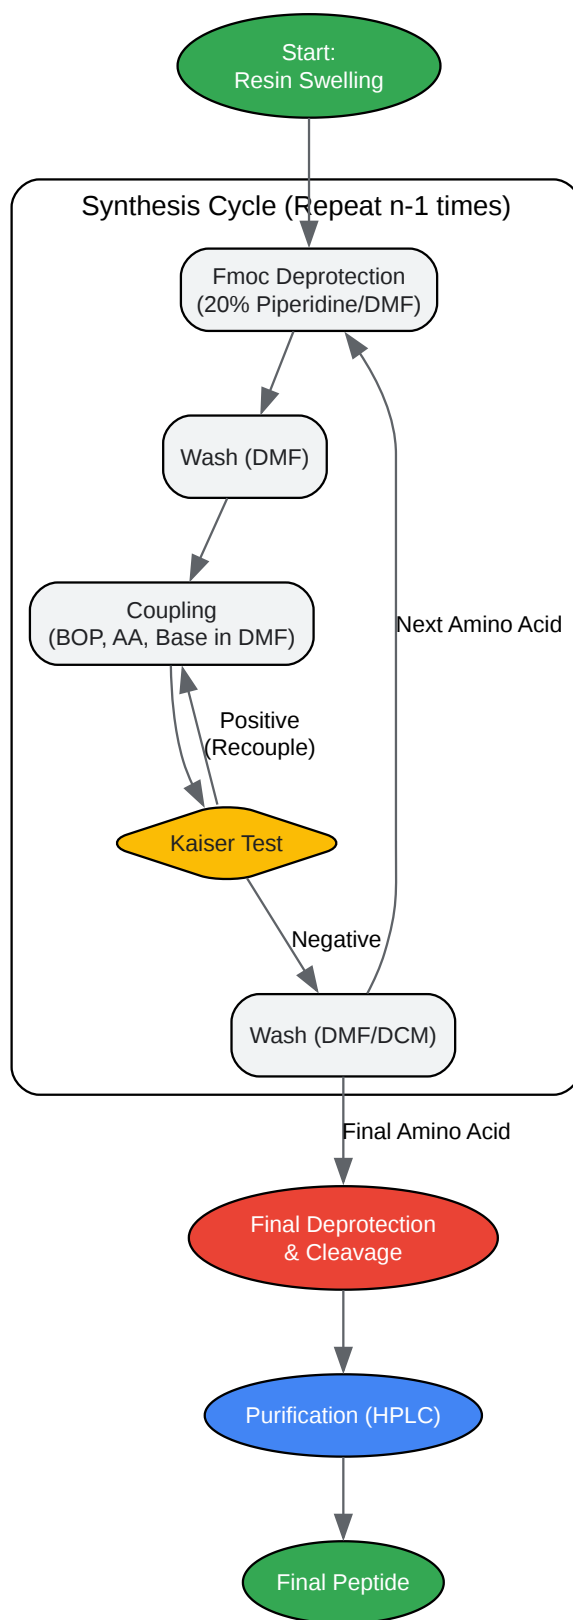 Start:
Resin Swelling
Synthesis Cycle (Repeat n-1 times)
Fmoc Deprotection
(20% Piperidine/DMF)
Wash (DMF)
Coupling
(BOP, AA, Base in DMF)
Next Amino Acid
Positive
(Recouple)
Kaiser Test
Negative
Wash (DMF/DCM)
Final Amino Acid
Final Deprotection
& Cleavage
Purification (HPLC)
Final Peptide